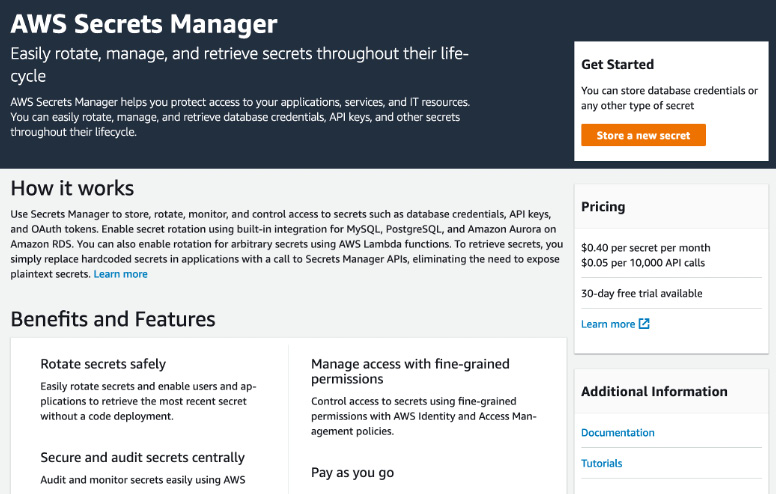 AWS Secrets Manager
Easily rotate, manage, and retrieve secrets throughout their life-
cycle
AWS Secrets Manager helps you protect access to your applications, services, and IT resources.
You can easily rotate, manage, and retrieve database credentials, API keys, and other secrets
throughout their lifecycle.
Get Started
You can store database credentials or
any other type of secret
Store a new secret
How it works
Use Secrets Manager to store, rotate, monitor, and control access to secrets such as database credentials, API keys,
and OAuth tokens. Enable secret rotation using built-in integration for MySQL, PostgreSQL, and Amazon Aurora on
Amazon RDS. You can also enable rotation for arbitrary secrets using AWS Lambda functions. To retrieve secrets, you
simply replace hardcoded secrets in applications with a call to Secrets Manager APIs, eliminating the need to expose
plaintext secrets. Learn more
Benefits and Features
Rotate secrets safely
Easily rotate secrets and enable users and ap-
plications to retrieve the most recent secret
without a code deployment.
Secure and audit secrets centrally
Audit and monitor secrets easily using AWS
Manage access with fine-grained
permissions
Control access to secrets using fine-grained
permissions with AWS Identity and Access Man-
agement policies.
Pay as you go
Pricing
$0.40 per secret per month
$0.05 per 10,000 API calls
30-day free trial available
Learn more
Additional Information
Documentation
Tutorials